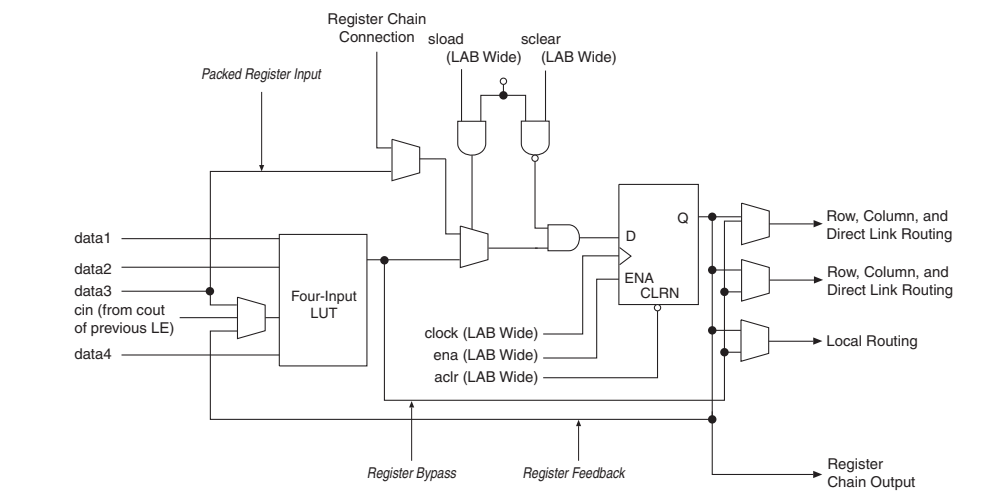 Register Chain
Connection
sload
(LAB Wide)
sclear
(LAB Wide)
Packed Register Input
data1
data2
data3
cin (from cout
of previous LE)
data4
Four-Input
LUT
Q
D
ENA
CLRN
clock (LAB Wide)
ena (LAB Wide)
aclr (LAB Wide)
Row, Column, and
Direct Link Routing
Row, Column, and
Direct Link Routing
Local Routing
Register Bypass
Register Feedback
Register
Chain Output